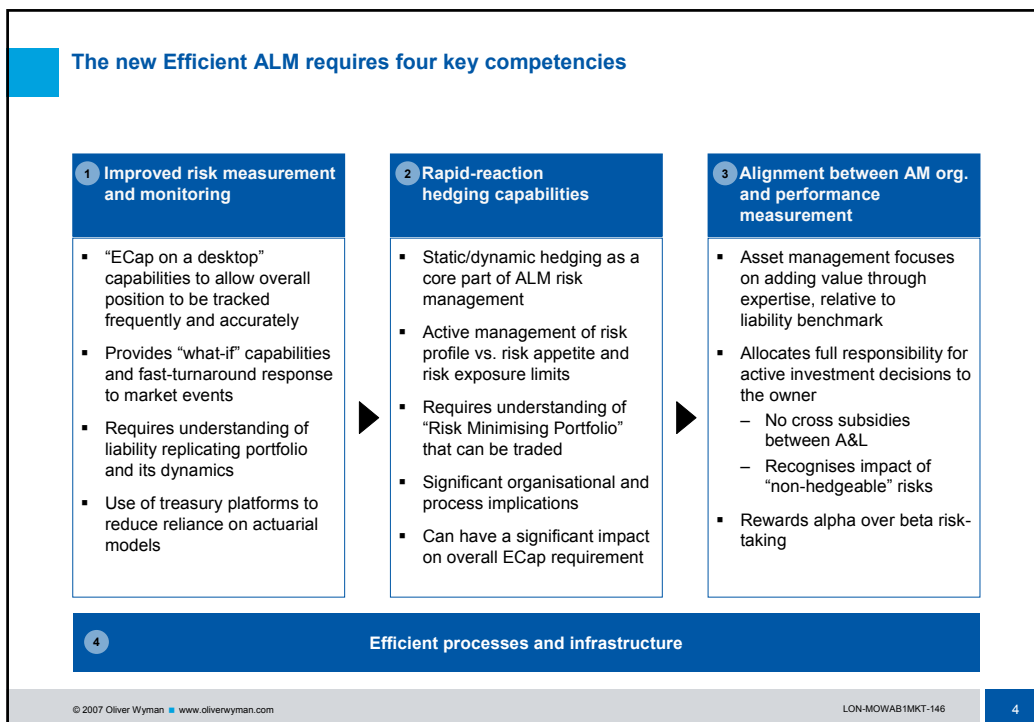 The new Efficient ALM requires four key competencies
1 Improved risk measurement
and monitoring
▪ “ECap on a desktop”
capabilities to allow overall
position to be tracked
frequently and accurately
▪ Provides “what-if” capabilities
and fast-turnaround response
to market events
▪ Requires understanding of
liability replicating portfolio
and its dynamics
▪ Use of treasury platforms to
reduce reliance on actuarial
models
2 Rapid-reaction
hedging capabilities
▪ Static/dynamic hedging as a
core part of ALM risk
management
▪ Active management of risk
profile vs. risk appetite and
risk exposure limits
▪ Requires understanding of
“Risk Minimising Portfolio”
that can be traded
▪ Significant organisational and
process implications
▪ Can have a significant impact
on overall ECap requirement
3 Alignment between AM org.
and performance
measurement
▪ Asset management focuses
on adding value through
expertise, relative to
liability benchmark
▪ Allocates full responsibility for
active investment decisions to
the owner
– No cross subsidies
between A&L
– Recognises impact of
“non-hedgeable” risks
▪ Rewards alpha over beta risk-
taking
4 Efficient processes and infrastructure
© 2007 Oliver Wyman ■ www.oliverwyman.com LON-MOWAB1MKT-146 4